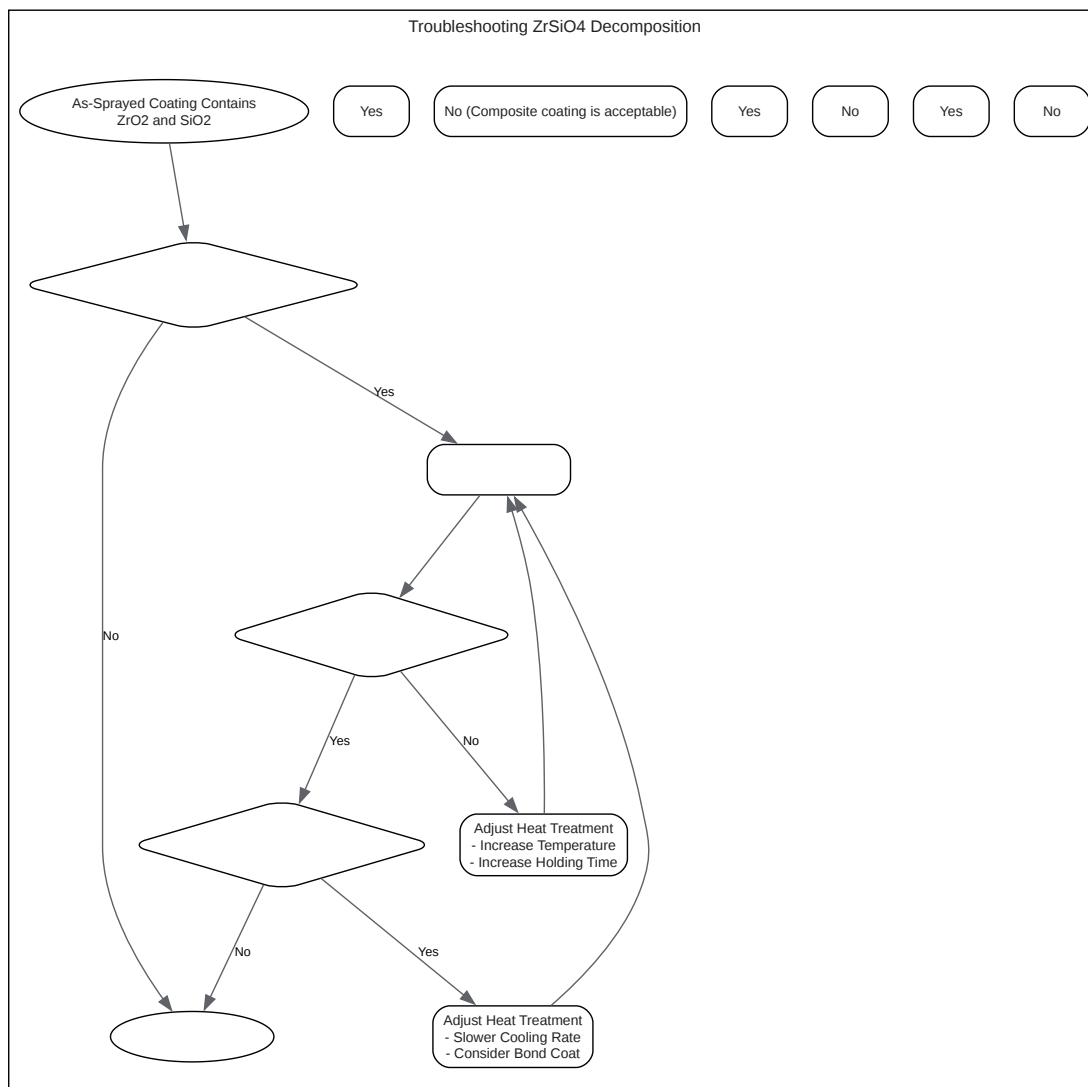 Troubleshooting ZrSiO4 Decomposition
As-Sprayed Coating Contains
ZrO2 and SiO2
Yes
No (Composite coating is acceptable)
Yes
No
Yes
No
Yes
No
Yes
No
Adjust Heat Treatment
- Increase Temperature
- Increase Holding Time
No
Yes
Adjust Heat Treatment
- Slower Cooling Rate
- Consider Bond Coat